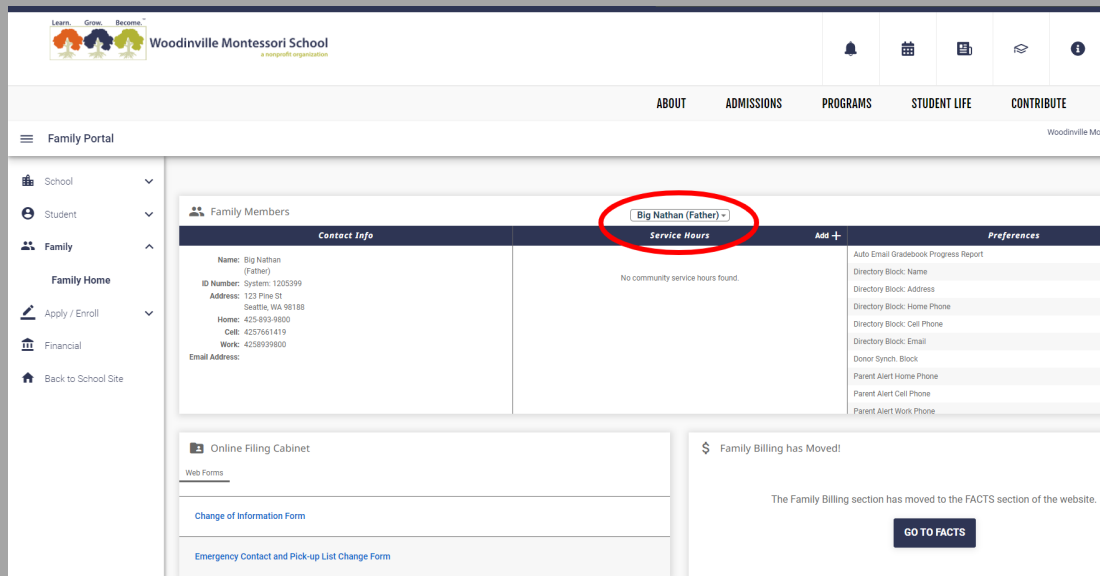 Learn. Grow. Become.™
Woodinville Montessori School
a nonprofit organization
ABOUT ADMISSIONS PROGRAMS STUDENT LIFE CONTRIBUTE
Family Portal
Woodinville Mo
School
Student
Family
Family Home
Apply / Enroll
Financial
Back to School Site
Family Members
Big Nathan (Father)
Contact Info Service Hours Add + Preferences
Name: Big Nathan
(Father)
ID Number: System: 1205399
Address: 123 Pine St
Seattle, WA 98188
Home: 425-893-9800
Cell: 4257661419
Work: 4258939800
Email Address:
No community service hours found.
Auto Email Gradebook Progress Report
Directory Block: Name
Directory Block: Address
Directory Block: Home Phone
Directory Block: Cell Phone
Directory Block: Email
Donor Synch. Block
Parent Alert Home Phone
Parent Alert Cell Phone
Parent Alert Work Phone
Online Filing Cabinet
Web Forms
Change of Information Form
Emergency Contact and Pick-up List Change Form
$ Family Billing has Moved!
The Family Billing section has moved to the FACTS section of the website.
GO TO FACTS